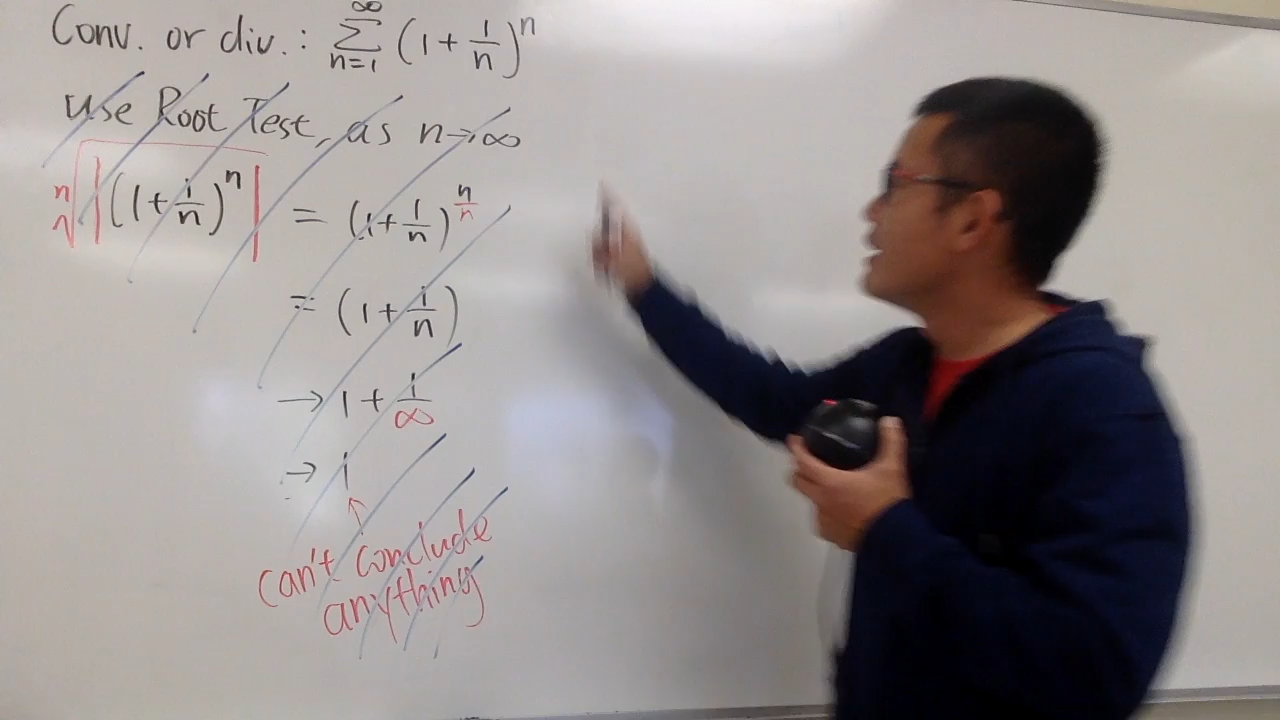 Conv. or div.: ∞∑n=1 (1+1/n)^n
Use Root Test, as n→∞
n√|(1+1/n)^n| = (1+1/n)^(n/n)
= (1+1/n)
→ 1+1/∞
→ 1
can't conclude
anything